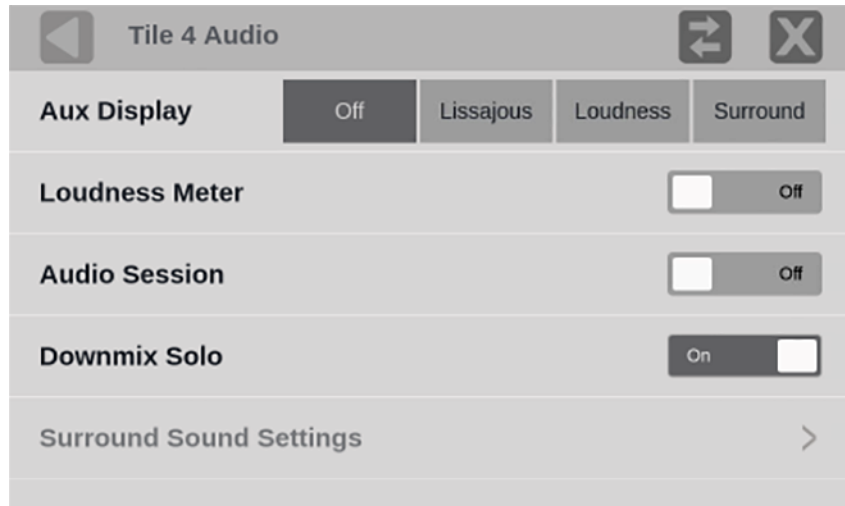 Tile 4 Audio
Aux Display Off Lissajous Loudness Surround
Loudness Meter Off
Audio Session Off
Downmix Solo On
Surround Sound Settings